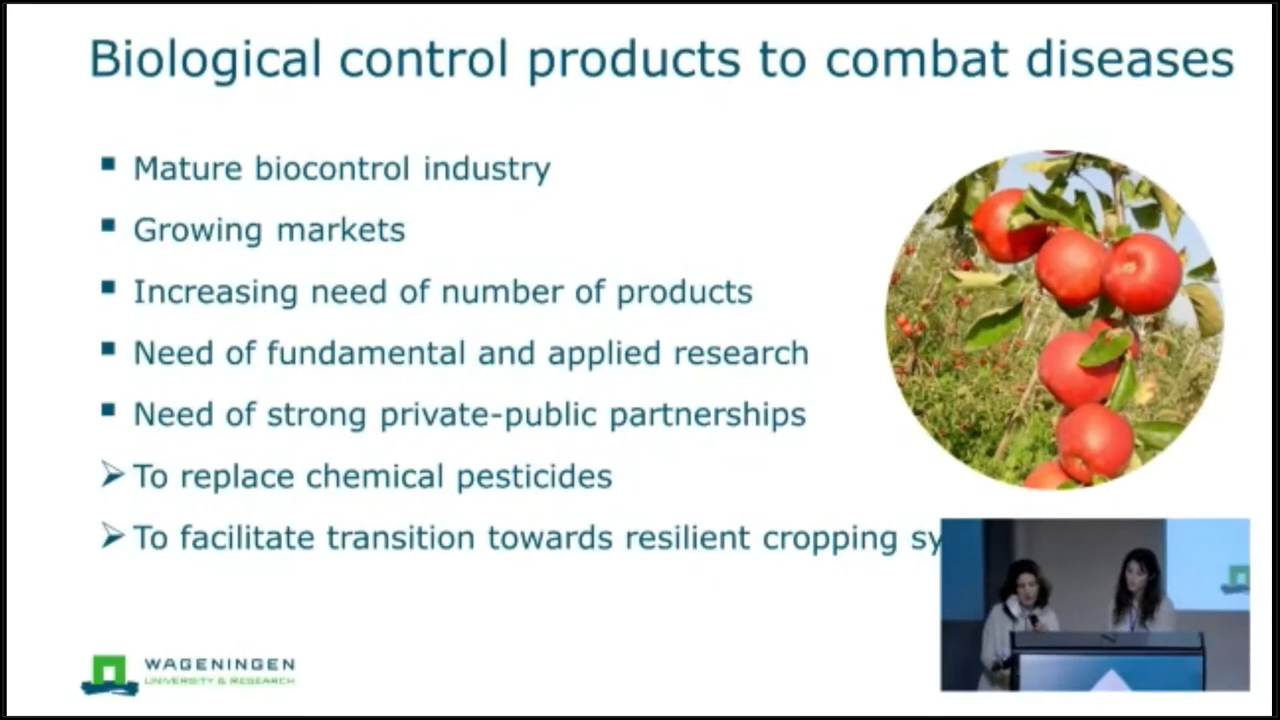 Biological control products to combat diseases
Mature biocontrol industry
Growing markets
Increasing need of number of products
Need of fundamental and applied research
Need of strong private-public partnerships
To replace chemical pesticides
To facilitate transition towards resilient cropping sy
WAGENINGEN
UNIVERSITY & RESEARCH